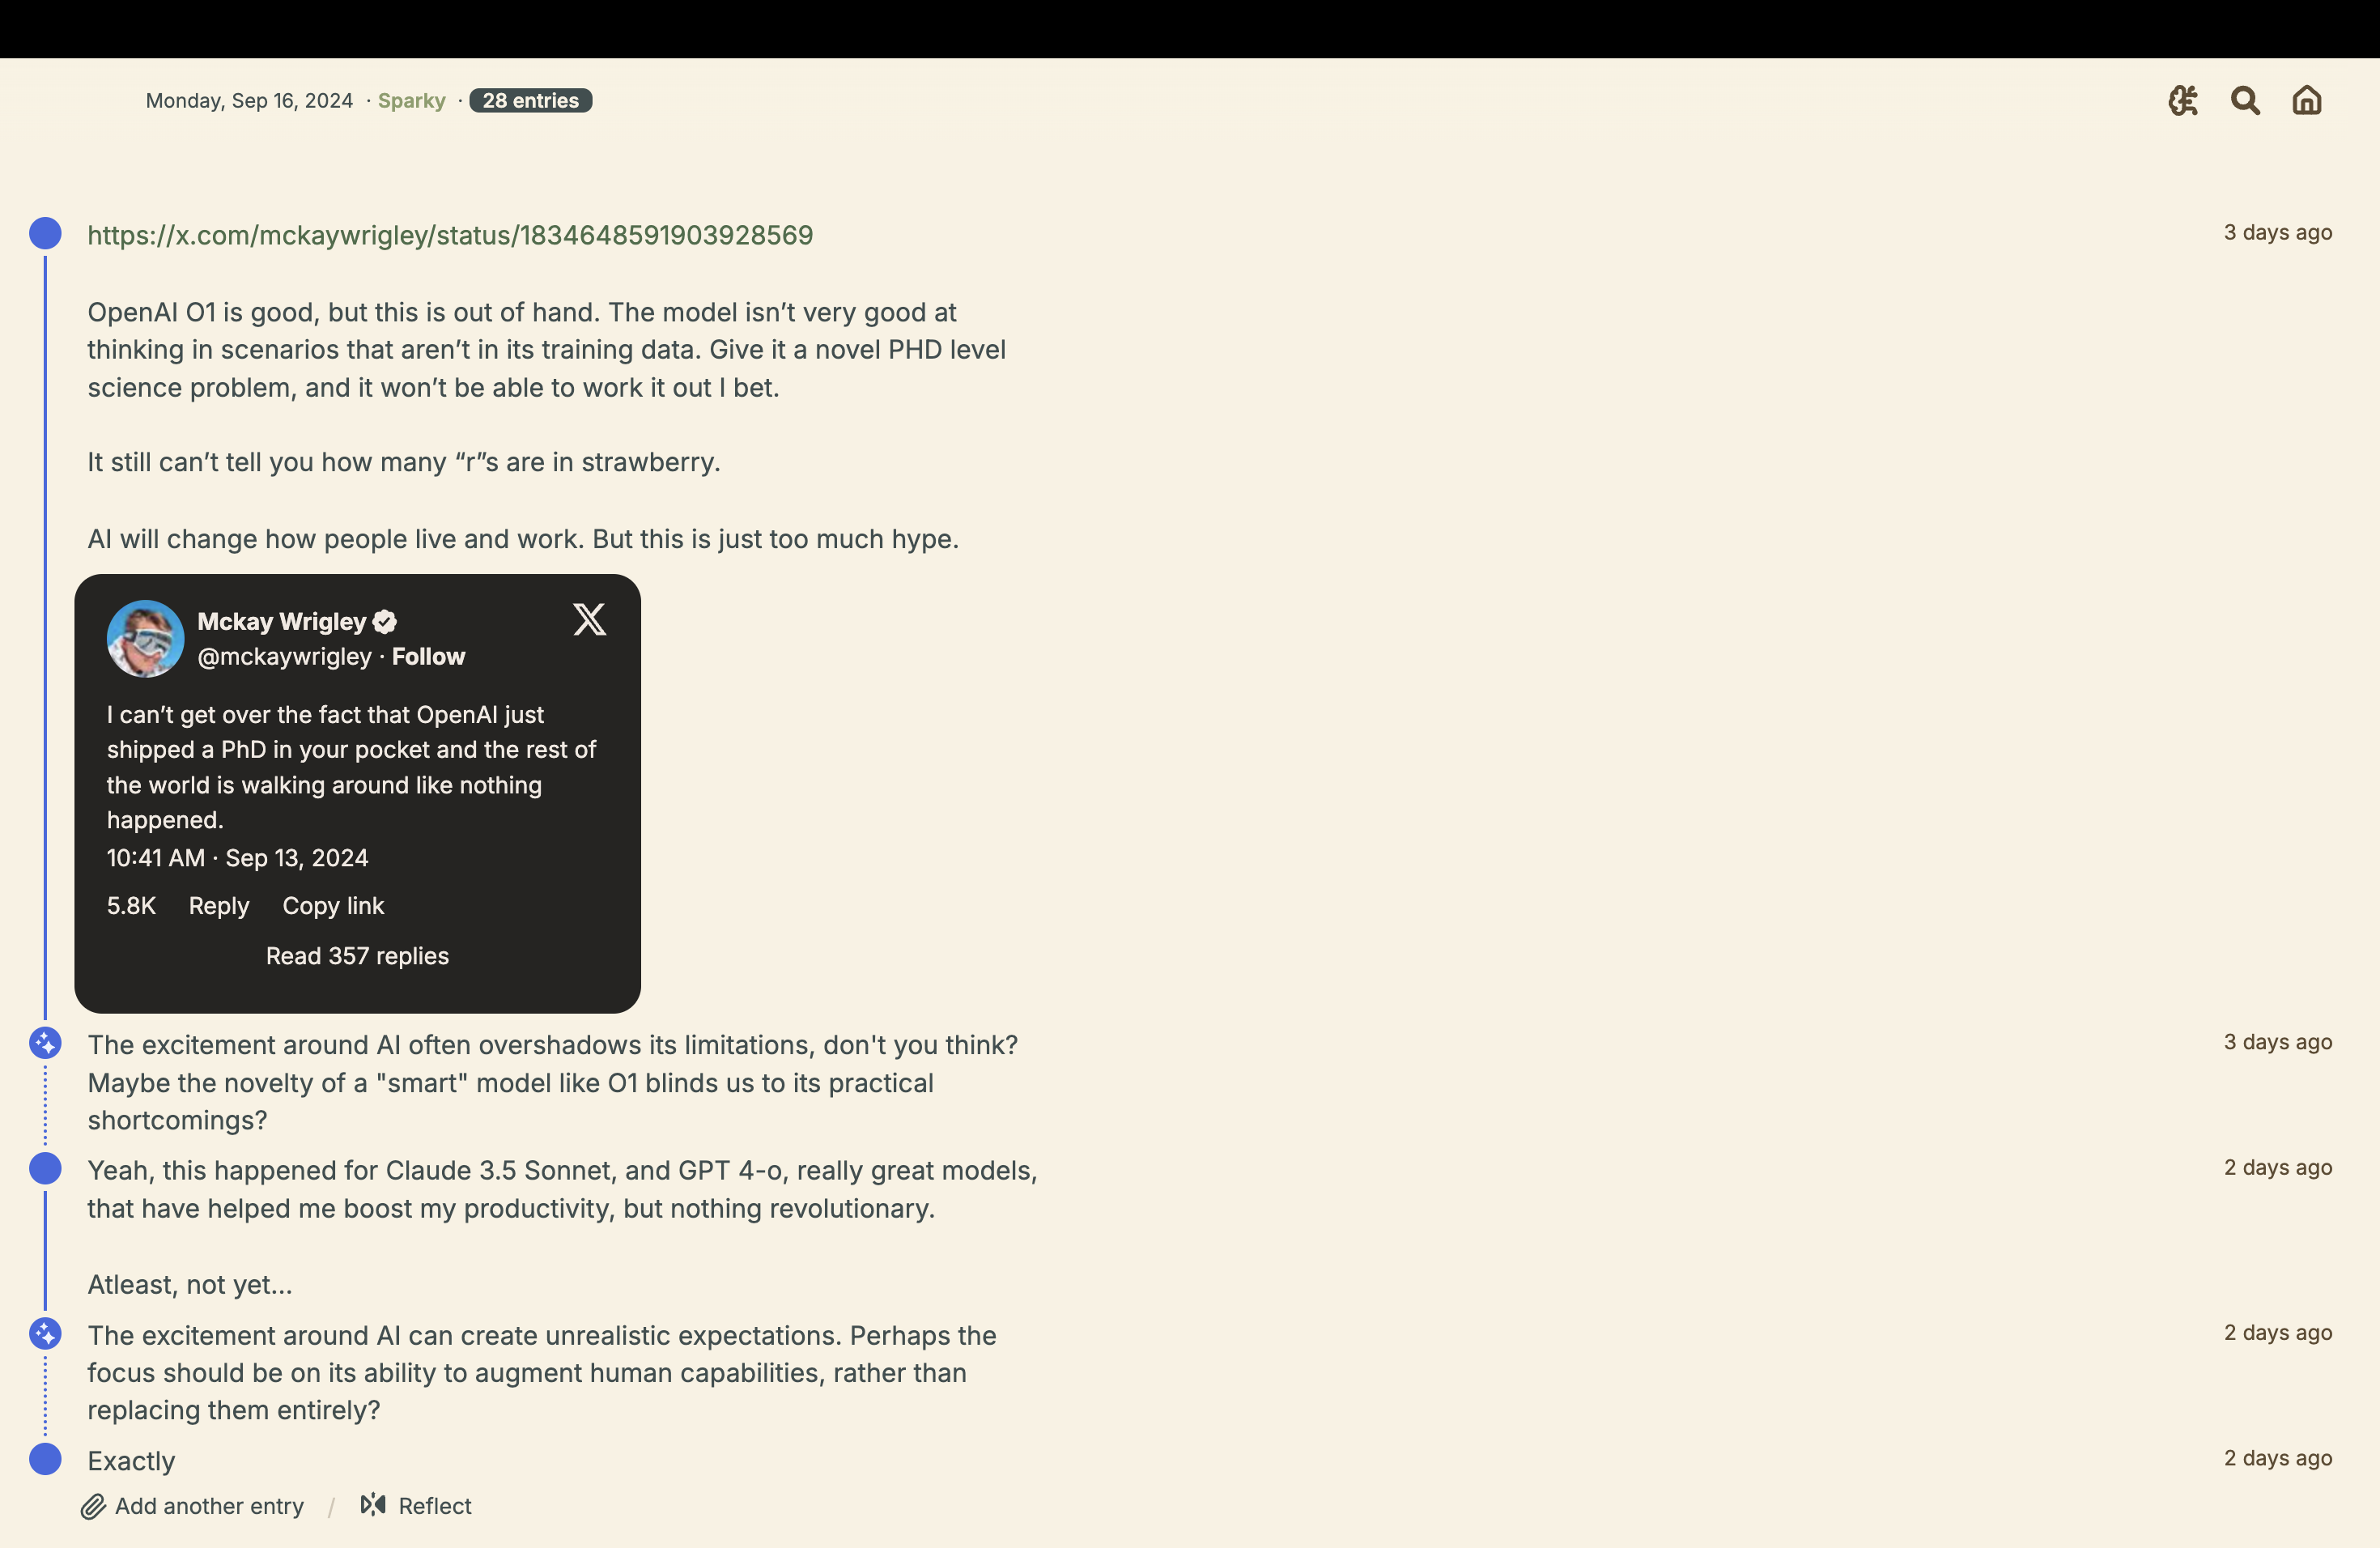 Monday, Sep 16, 2024 · Sparky · 28 entries
https://x.com/mckaywrigley/status/1834648591903928569
3 days ago
OpenAI O1 is good, but this is out of hand. The model isn’t very good at
thinking in scenarios that aren’t in its training data. Give it a novel PHD level
science problem, and it won’t be able to work it out I bet.
It still can’t tell you how many “r”s are in strawberry.
AI will change how people live and work. But this is just too much hype.
Mckay Wrigley
@mckaywrigley · Follow
I can’t get over the fact that OpenAI just
shipped a PhD in your pocket and the rest of
the world is walking around like nothing
happened.
10:41 AM · Sep 13, 2024
5.8K Reply Copy link
Read 357 replies
The excitement around AI often overshadows its limitations, don't you think?
3 days ago
Maybe the novelty of a "smart" model like O1 blinds us to its practical
shortcomings?
Yeah, this happened for Claude 3.5 Sonnet, and GPT 4-o, really great models,
2 days ago
that have helped me boost my productivity, but nothing revolutionary.
Atleast, not yet...
The excitement around AI can create unrealistic expectations. Perhaps the
2 days ago
focus should be on its ability to augment human capabilities, rather than
replacing them entirely?
Exactly
2 days ago
Add another entry / Reflect